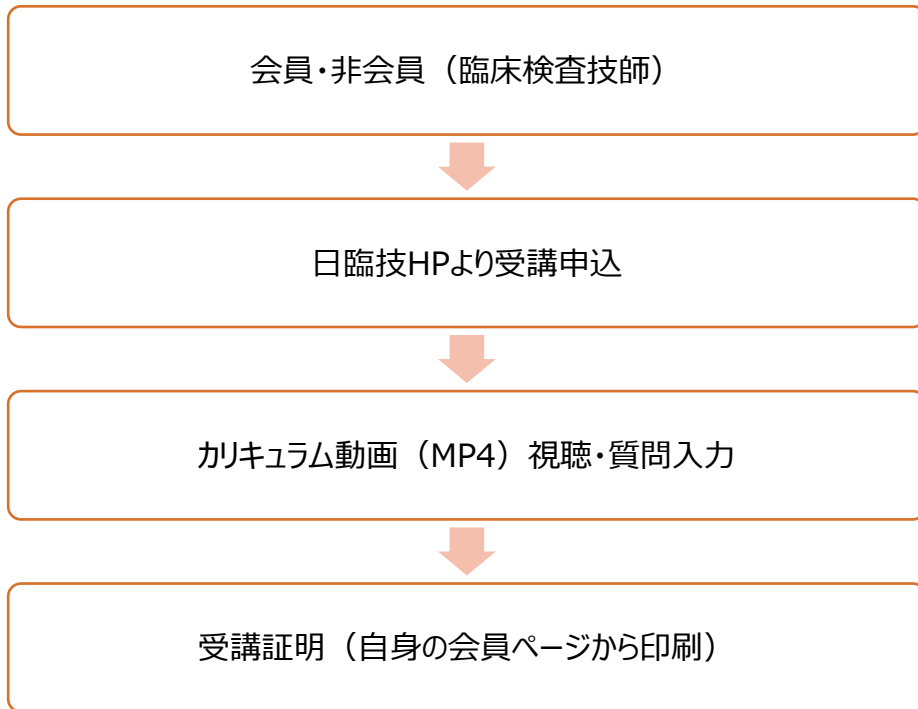 会員・非会員（臨床検査技師）
日臨技HPより受講申込
カリキュラム動画（MP4）視聴・質問入力
受講証明（自身の会員ページから印刷）